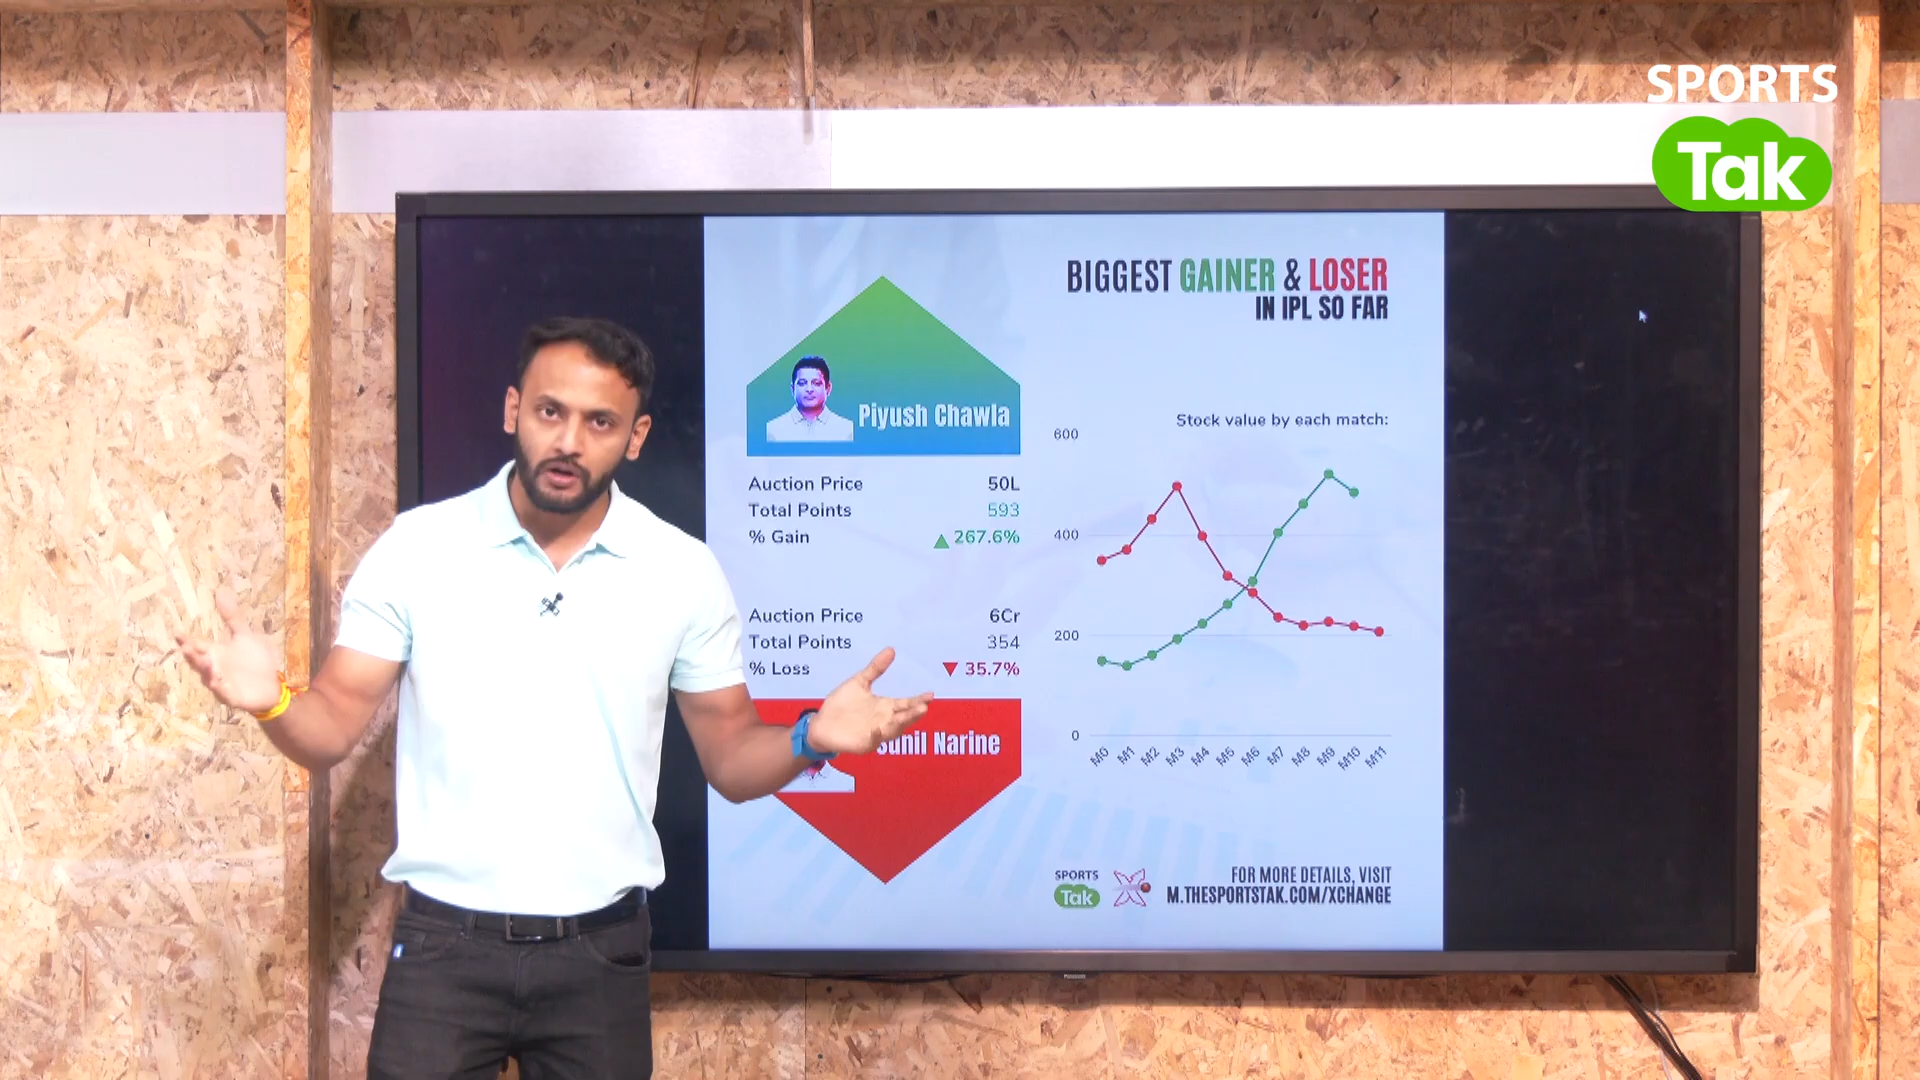 SPORTS
Tak
BIGGEST GAINER & LOSER
IN IPL SO FAR
Piyush Chawla
Auction Price 50L
Total Points 593
% Gain ▲ 267.6%
Auction Price 6Cr
Total Points 354
% Loss ▼ 35.7%
Sunil Narine
Stock value by each match:
600
400
200
0
M0 M1 M2 M3 M4 M5 M6 M7 M8 M9 M10 M11
SPORTS
Tak
FOR MORE DETAILS, VISIT
M.THESPORTSTAK.COM/XCHANGE